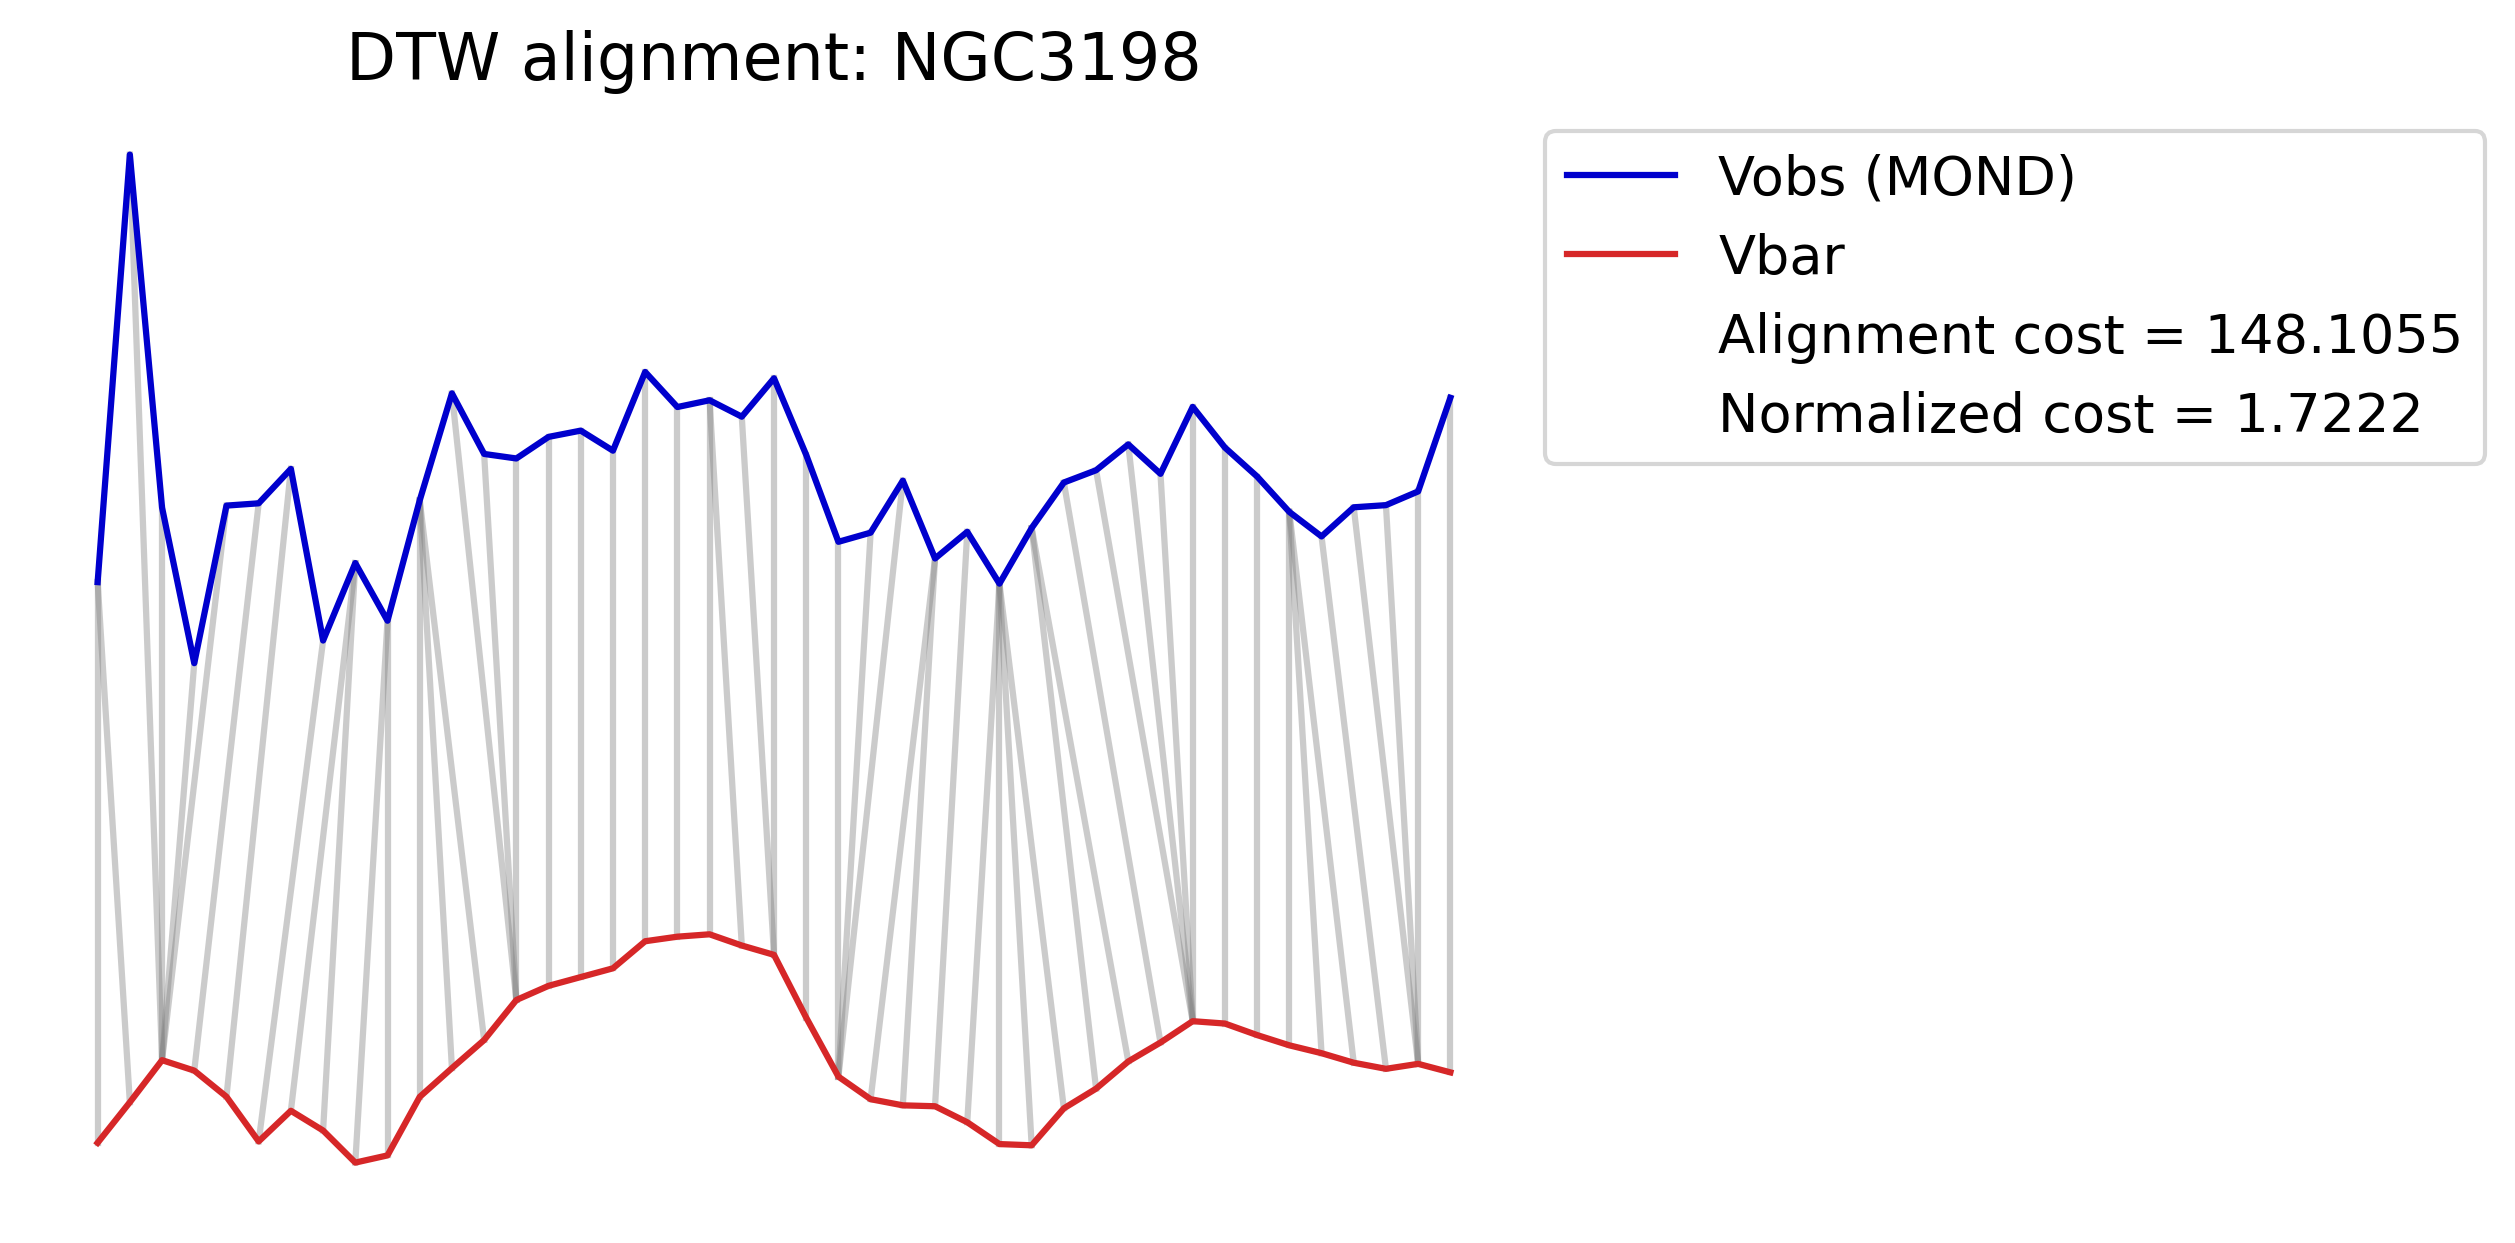 DTW alignment: NGC3198
Vobs (MOND)
Vbar
Alignment cost = 148.1055
Normalized cost = 1.7222